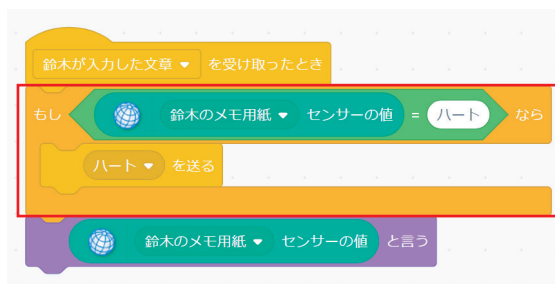 鈴木が入力した文章 ▼ を受け取ったとき
もし 鈴木のメモ用紙 ▼ センサーの値 = ハート なら
ハート ▼ を送る
鈴木のメモ用紙 ▼ センサーの値 と言う